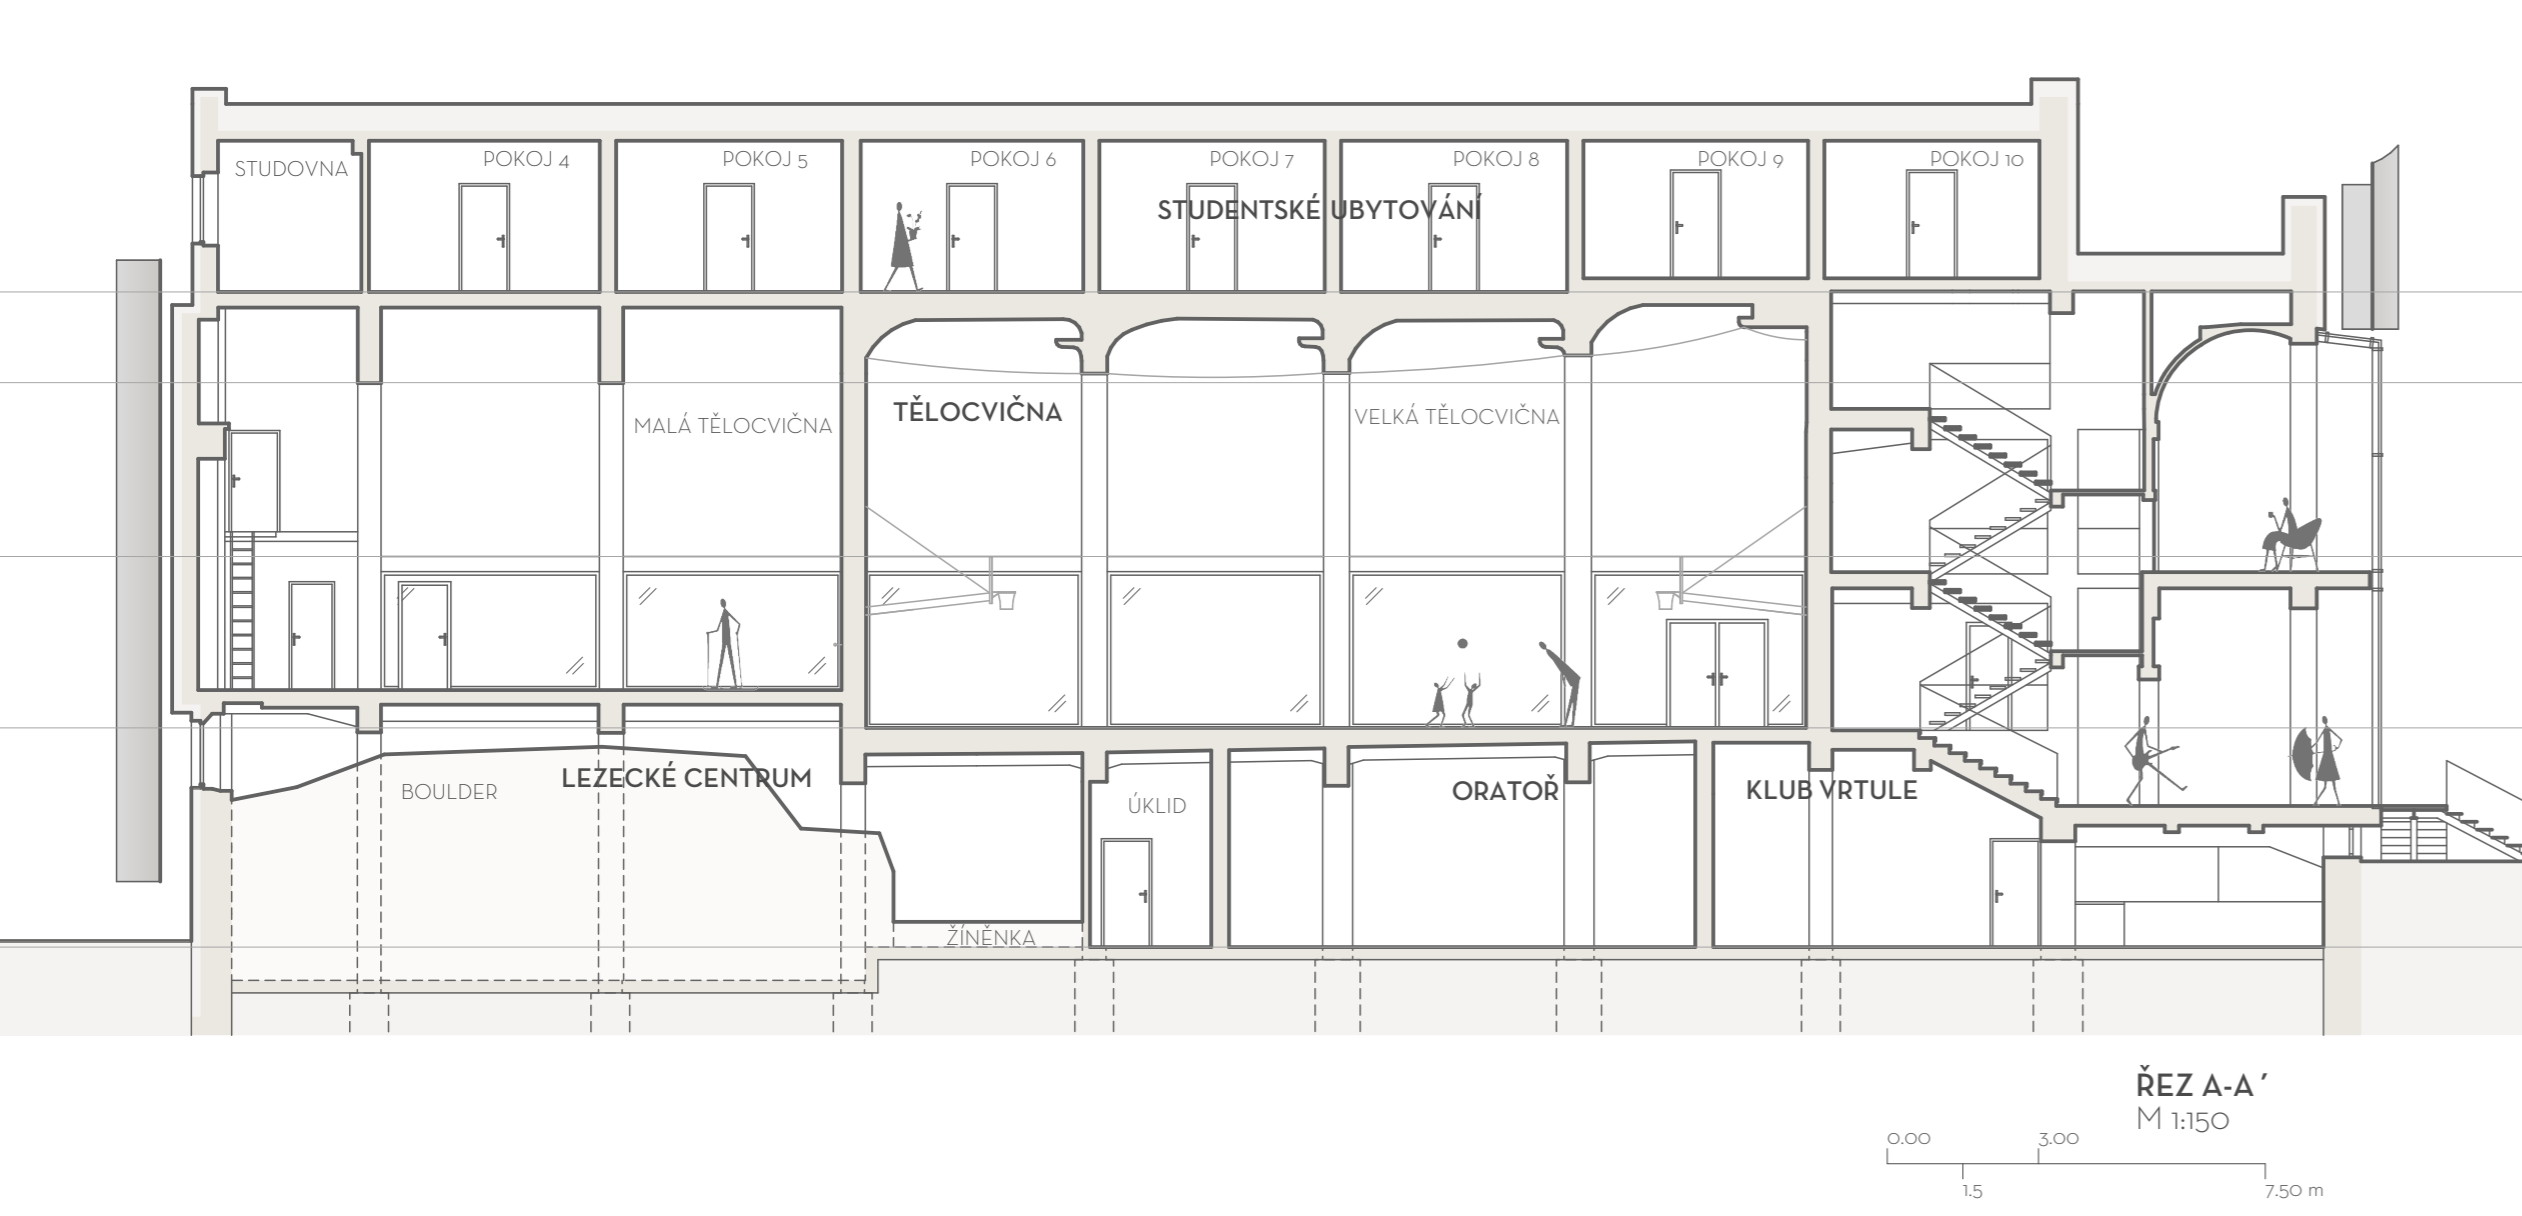 STUDOVNA
POKOJ 4
POKOJ 5
POKOJ 6
POKOJ 7
POKOJ 8
POKOJ 9
POKOJ 10
STUDENTSKÉ UBYTOVÁNÍ
MALÁ TĚLOCVIČNA
TĚLOCVIČNA
VELKÁ TĚLOCVIČNA
BOULDER
LEZECKÉ CENTRUM
ÚKLID
ORATOŘ
KLUB VRTULE
ŽÍNĚNKA
ŘEZ A-A´
M 1:150
0.00
3.00
1.5
7.50 m